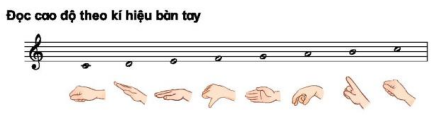 Đọc cao độ theo kí hiệu bàn tay